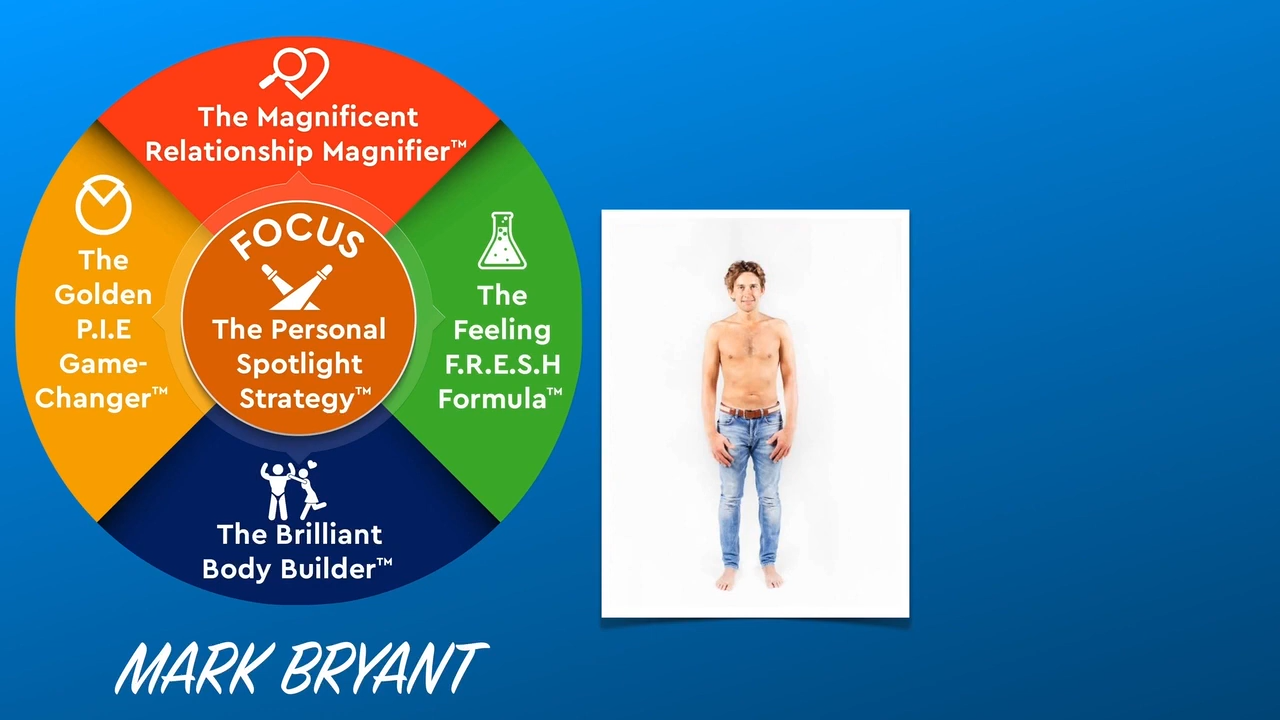 The Magnificent
Relationship Magnifier™
The
Golden
P.I.E
Game-
Changer™
FOCUS
The Personal
Spotlight
Strategy™
The
Feeling
F.R.E.S.H
Formula™
The Brilliant
Body Builder™
MARK BRYANT